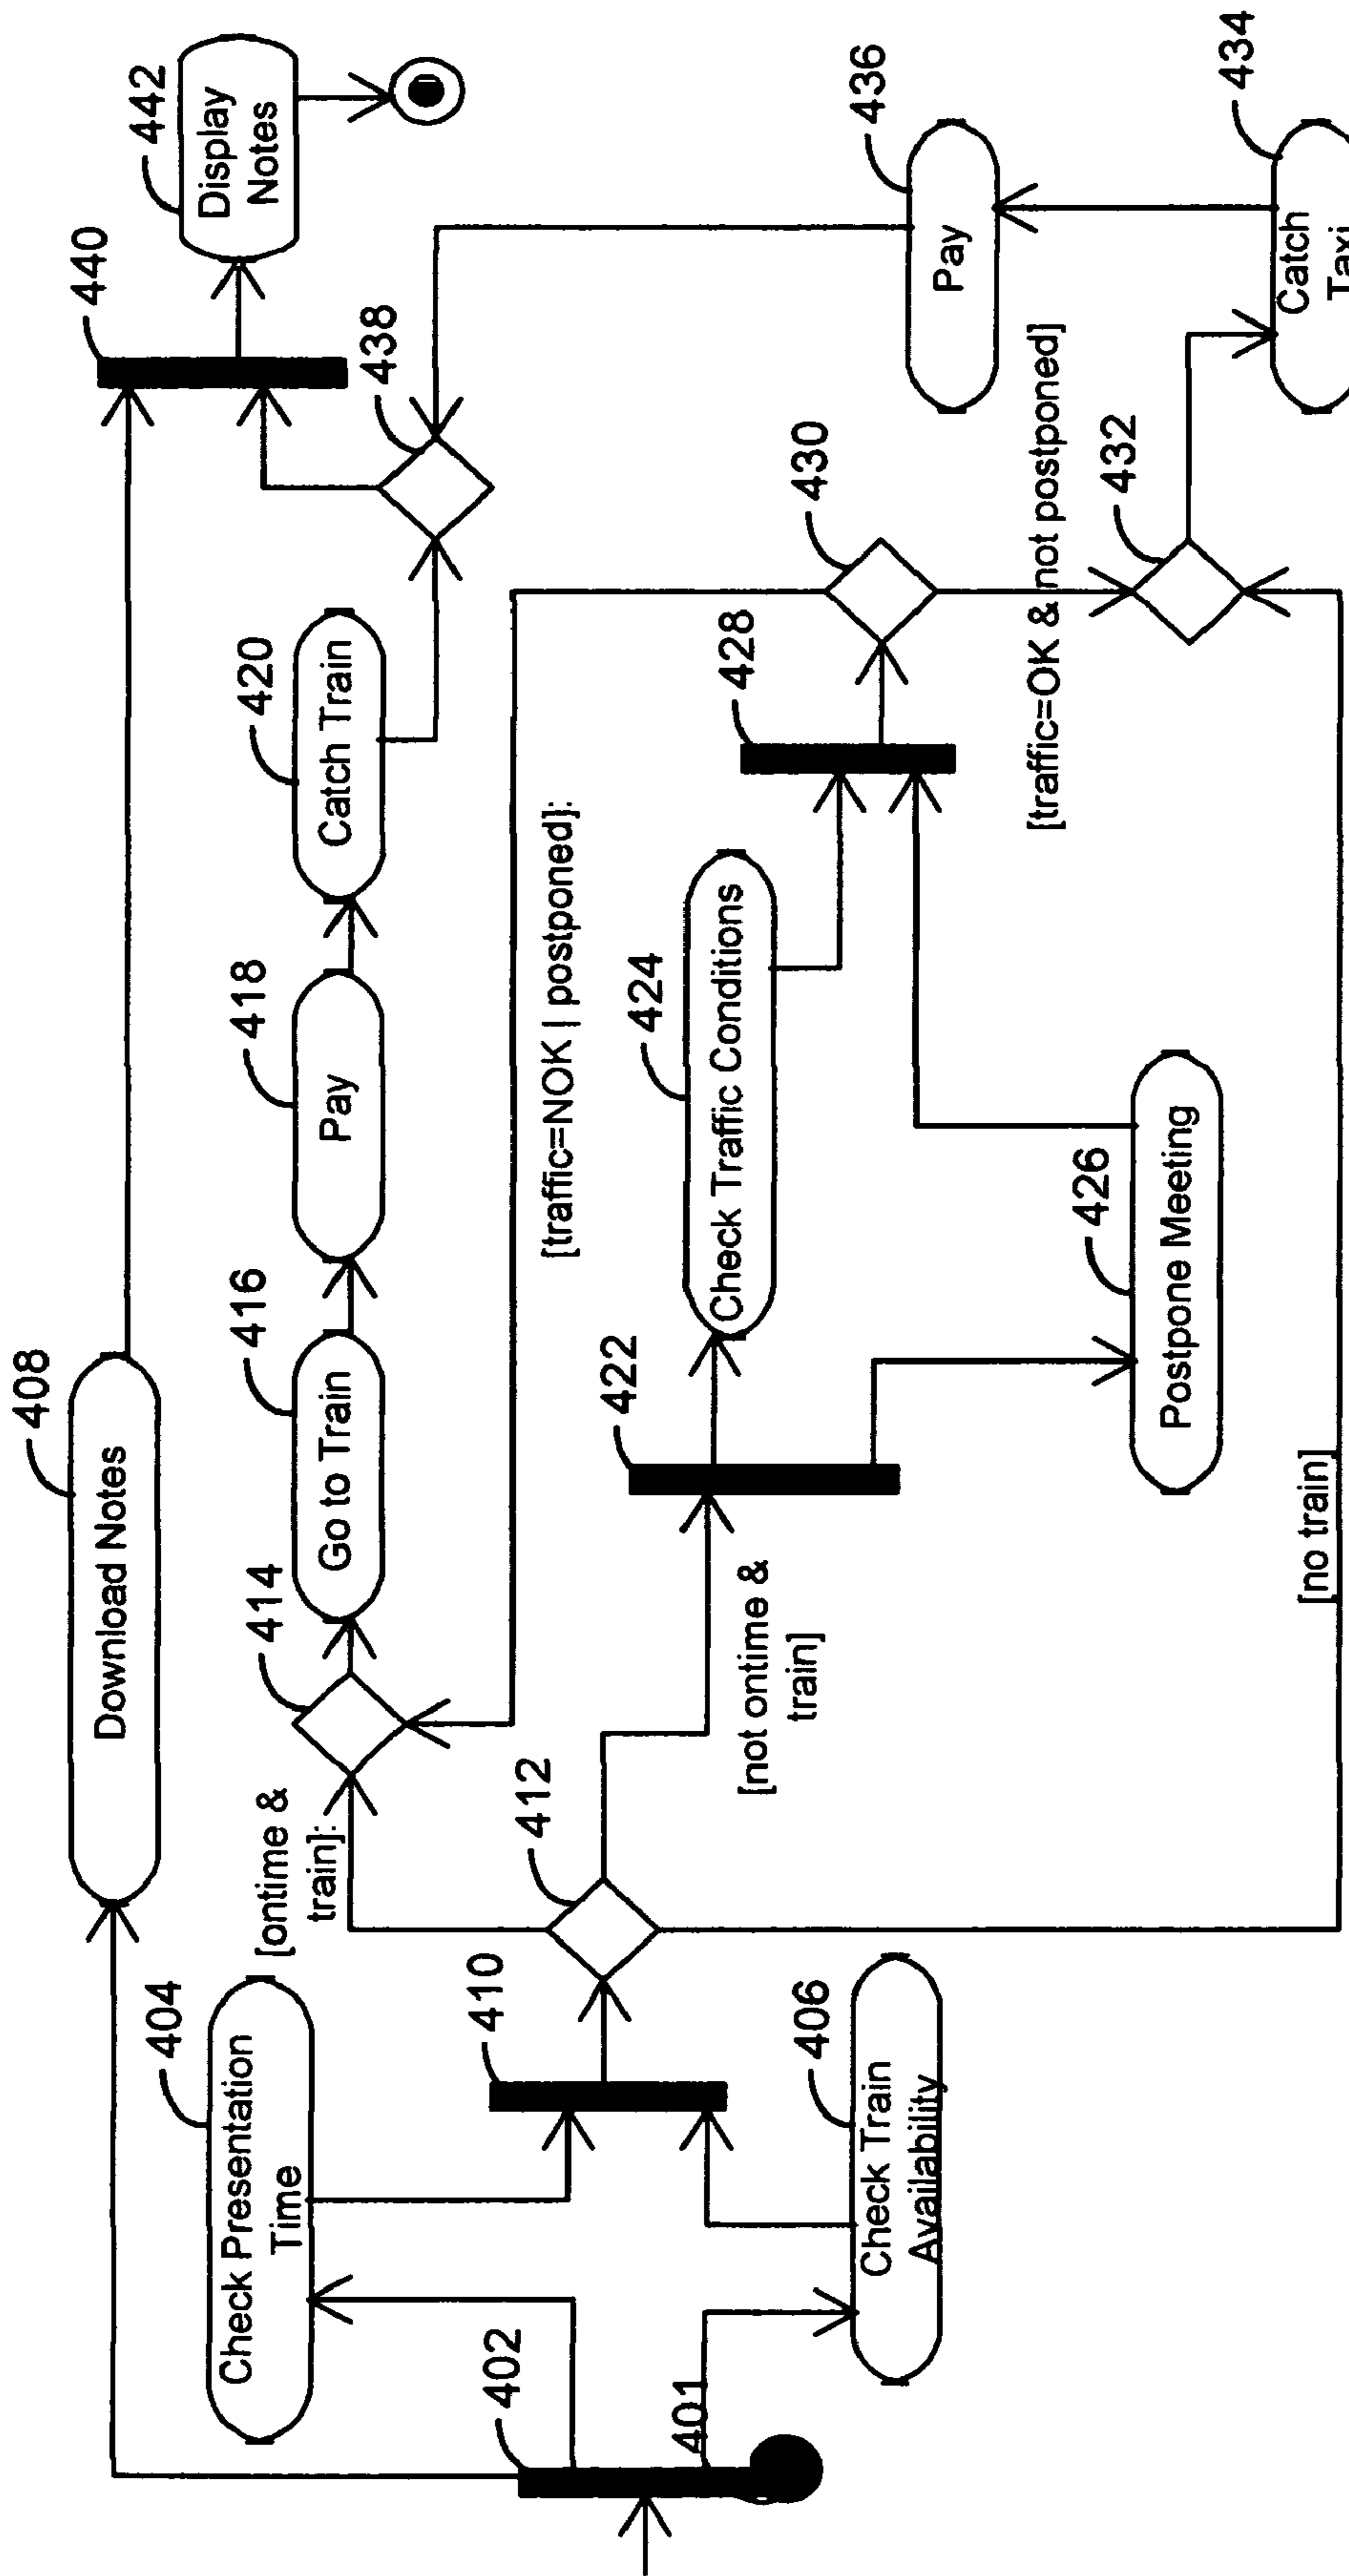 408
Download Notes
440
442
Display
Notes
404
Check Presentation
Time
[ontime &
train]:
414
416
Go to Train
418
Pay
420
Catch Train
438
402
401
410
412
[traffic=NOK | postponed]:
[not ontime &
train]
422
424
Check Traffic Conditions
428
430
436
Pay
406
Check Train
Availability
426
Postpone Meeting
[traffic=OK & not postponed]
432
434
Catch
Taxi
[no train]